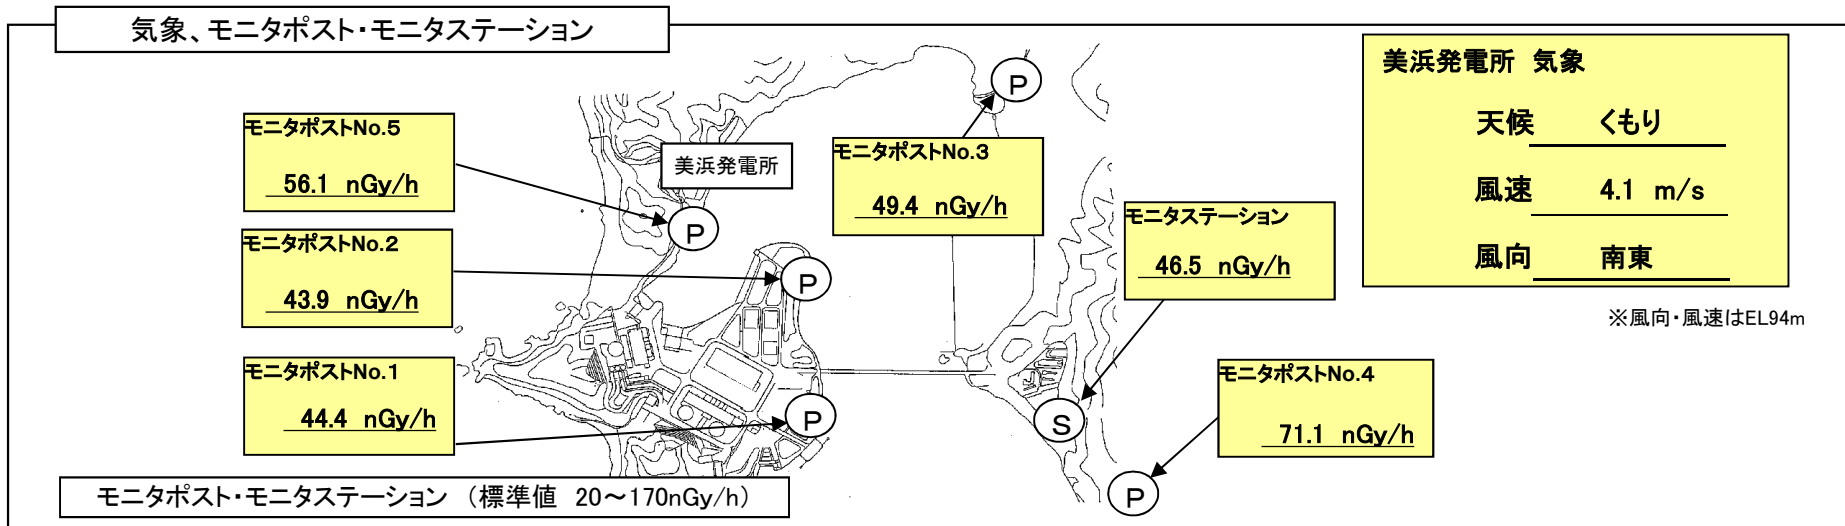 気象、モニタポスト・モニタステーション
美浜発電所 気象
天候 くもり
風速 4.1 m/s
風向 南東
※風向・風速はEL94m
P
モニタポストNo.5
56.1 nGy/h
美浜発電所
モニタポストNo.3
49.4 nGy/h
P
モニタステーション
46.5 nGy/h
モニタポストNo.2
43.9 nGy/h
P
モニタポストNo.1
44.4 nGy/h
P
S
モニタポストNo.4
71.1 nGy/h
P
モニタポスト・モニタステーション (標準値 20~170nGy/h)